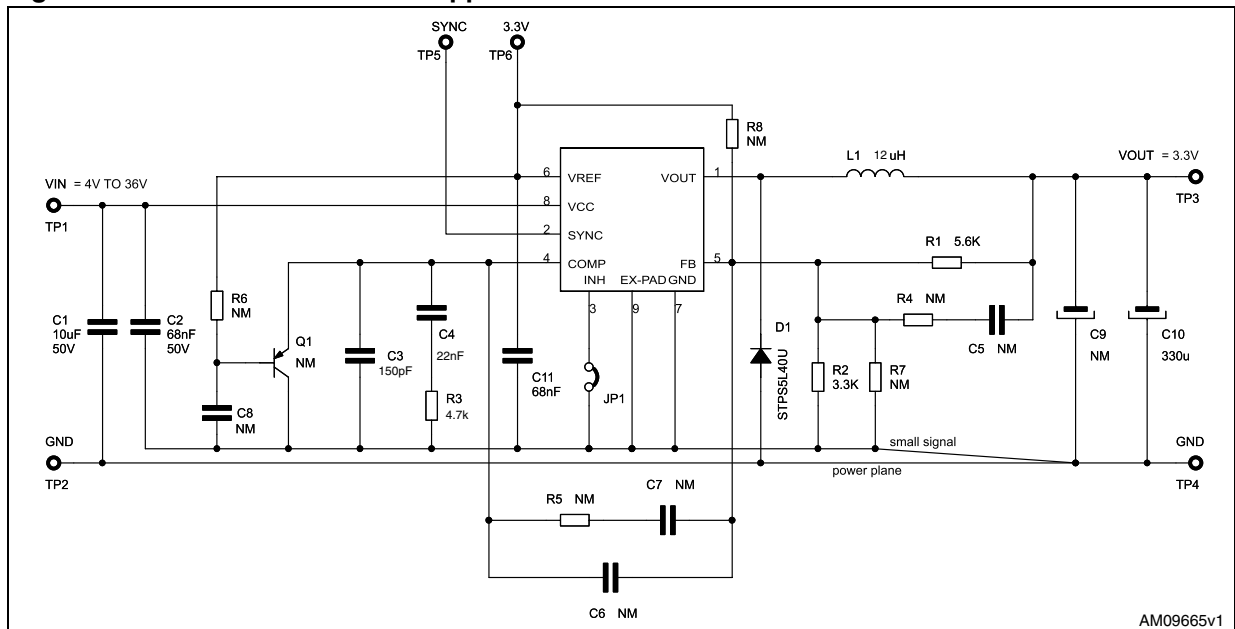 SYNC
3.3V
TP5
TP6
R8
NM
L1 12 uH
VOUT = 3.3V
VIN = 4V TO 36V
6
VREF
VOUT
1
TP1
8
VCC
TP3
2
SYNC
R1 5.6K
4
COMP
FB
5
INH
EX-PAD
GND
R6
NM
3
9
7
R4 NM
C1
10uF
50V
C2
68nF
50V
Q1
NM
C4
22nF
D1
STPS5L40U
C5 NM
C9
NM
C10
330u
C3
150pF
C11
68nF
R2
3.3K
R7
NM
R3
4.7k
JP1
C8
NM
GND
small signal
GND
TP2
power plane
TP4
R5 NM
C7 NM
C6 NM
AM09665v1